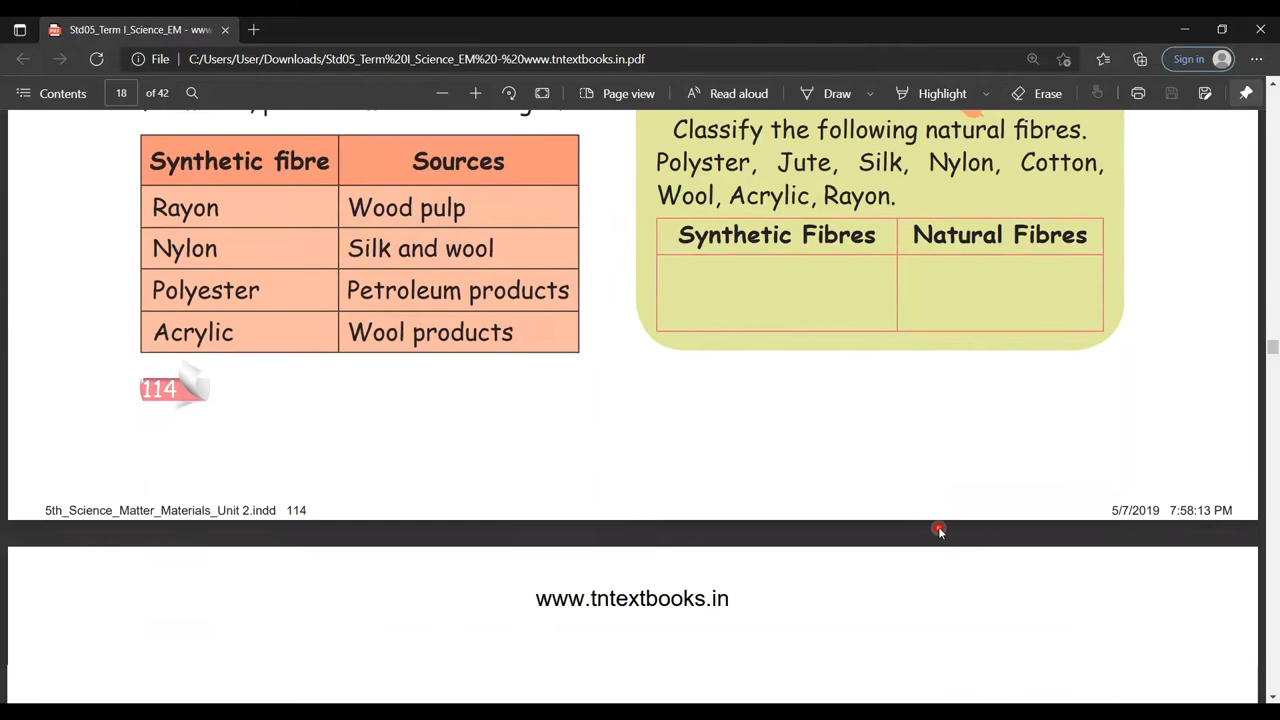 Std05_Term I_Science_EM - www
File
C:/Users/User/Downloads/Std05_Term%20I_Science_EM%20-%20www.tntextbooks.in.pdf
Sign in
Contents
18 of 42
Page view
Read aloud
Draw
Highlight
Erase
Synthetic fibre Sources
Rayon Wood pulp
Nylon Silk and wool
Polyester Petroleum products
Acrylic Wool products
114
Classify the following natural fibres.
Polyster, Jute, Silk, Nylon, Cotton,
Wool, Acrylic, Rayon.
Synthetic Fibres Natural Fibres
5th_Science_Matter_Materials_Unit 2.indd 114
5/7/2019 7:58:13 PM
www.tntextbooks.in